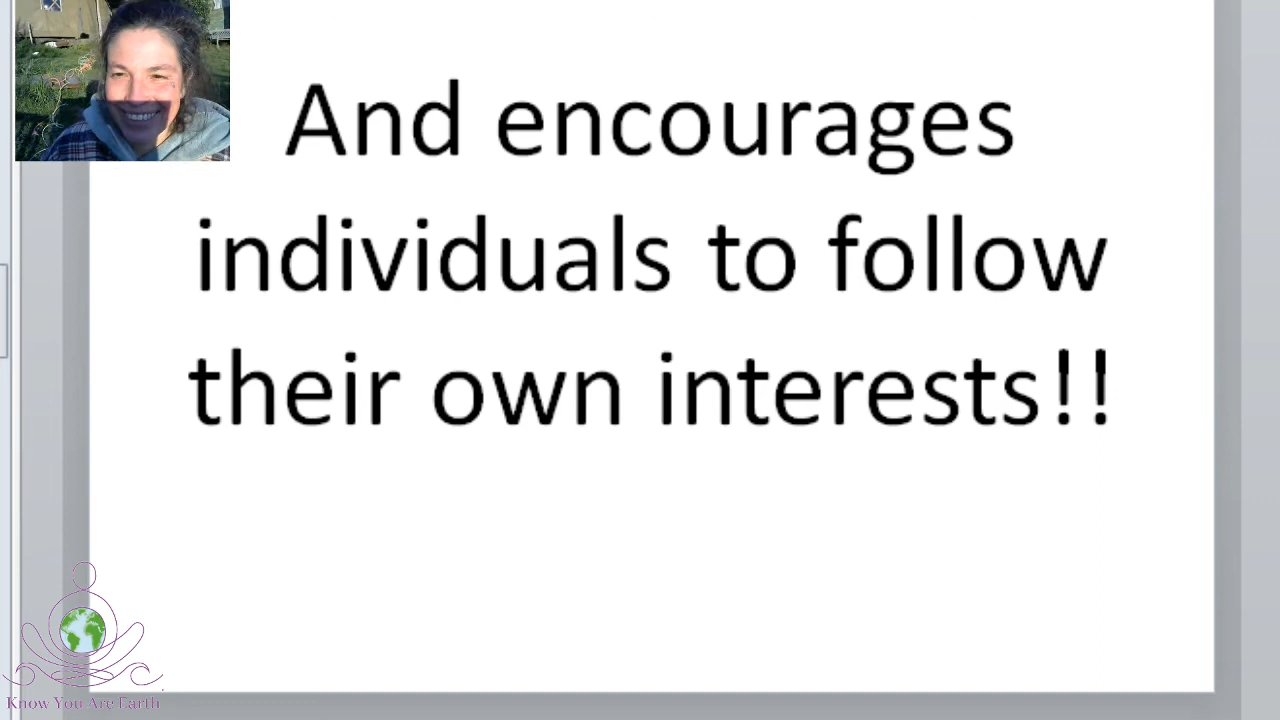 And encourages
individuals to follow
their own interests!!
Know You Are Earth